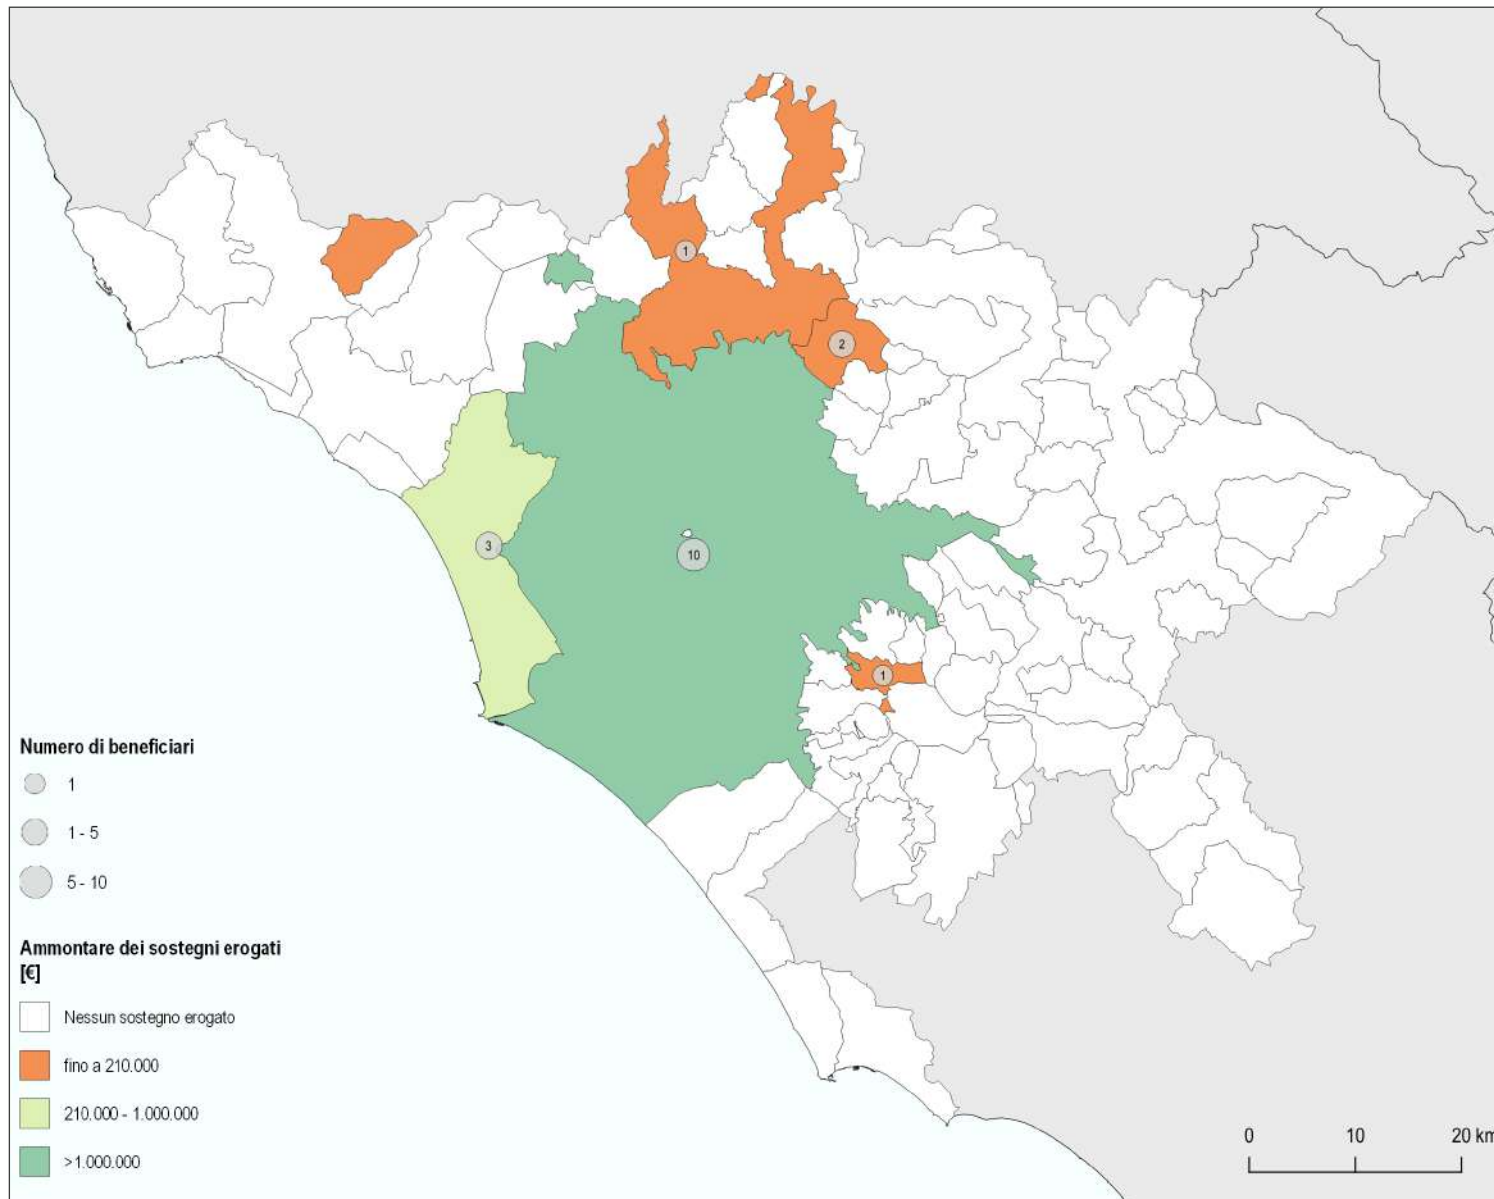 1
2
3
10
1
Numero di beneficiari
1
1 - 5
5 - 10
Ammontare dei sostegni erogati
[€]
Nessun sostegno erogato
fino a 210.000
210.000 - 1.000.000
>1.000.000
0 10 20 km